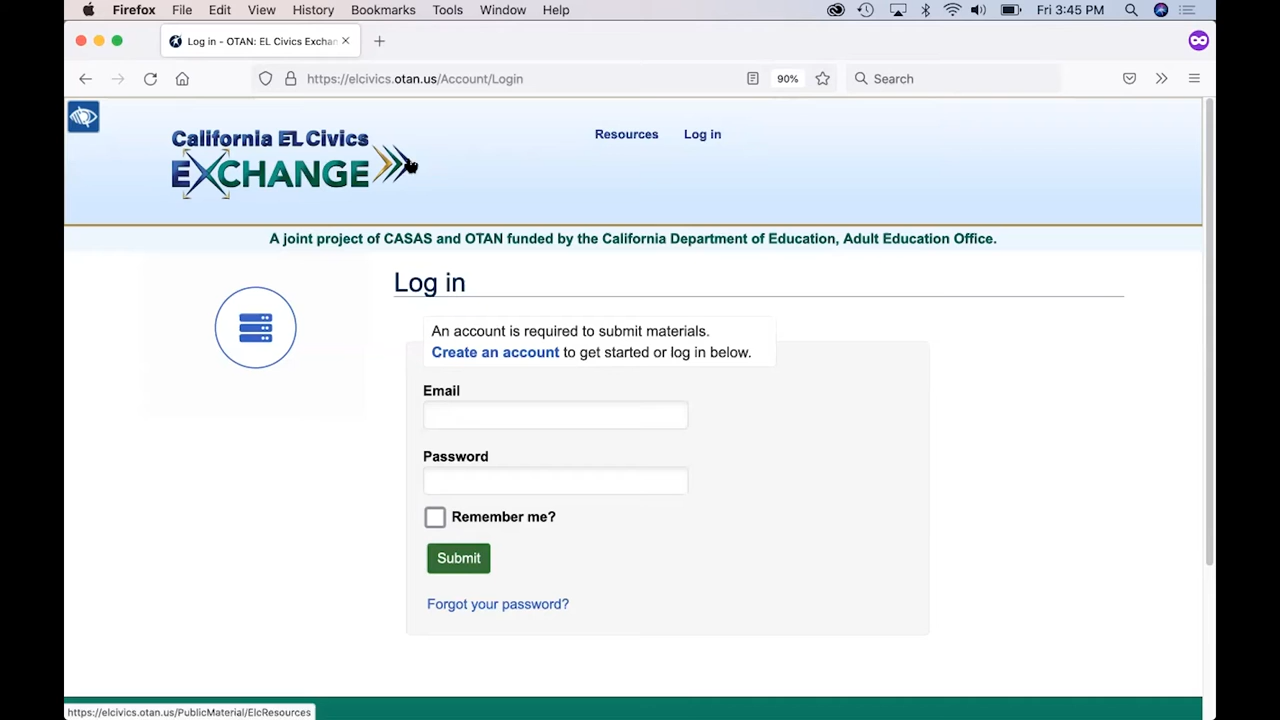 Firefox File Edit View History Bookmarks Tools Window Help Fri 3:45 PM
Log in - OTAN: EL Civics Exchan
https://elcivics.otan.us/Account/Login 90% Search
California EL Civics
EXCHANGE
Resources Log in
A joint project of CASAS and OTAN funded by the California Department of Education, Adult Education Office.
Log in
An account is required to submit materials.
Create an account to get started or log in below.
Email
Password
Remember me?
Submit
Forgot your password?
https://elcivics.otan.us/PublicMaterial/ElcResources